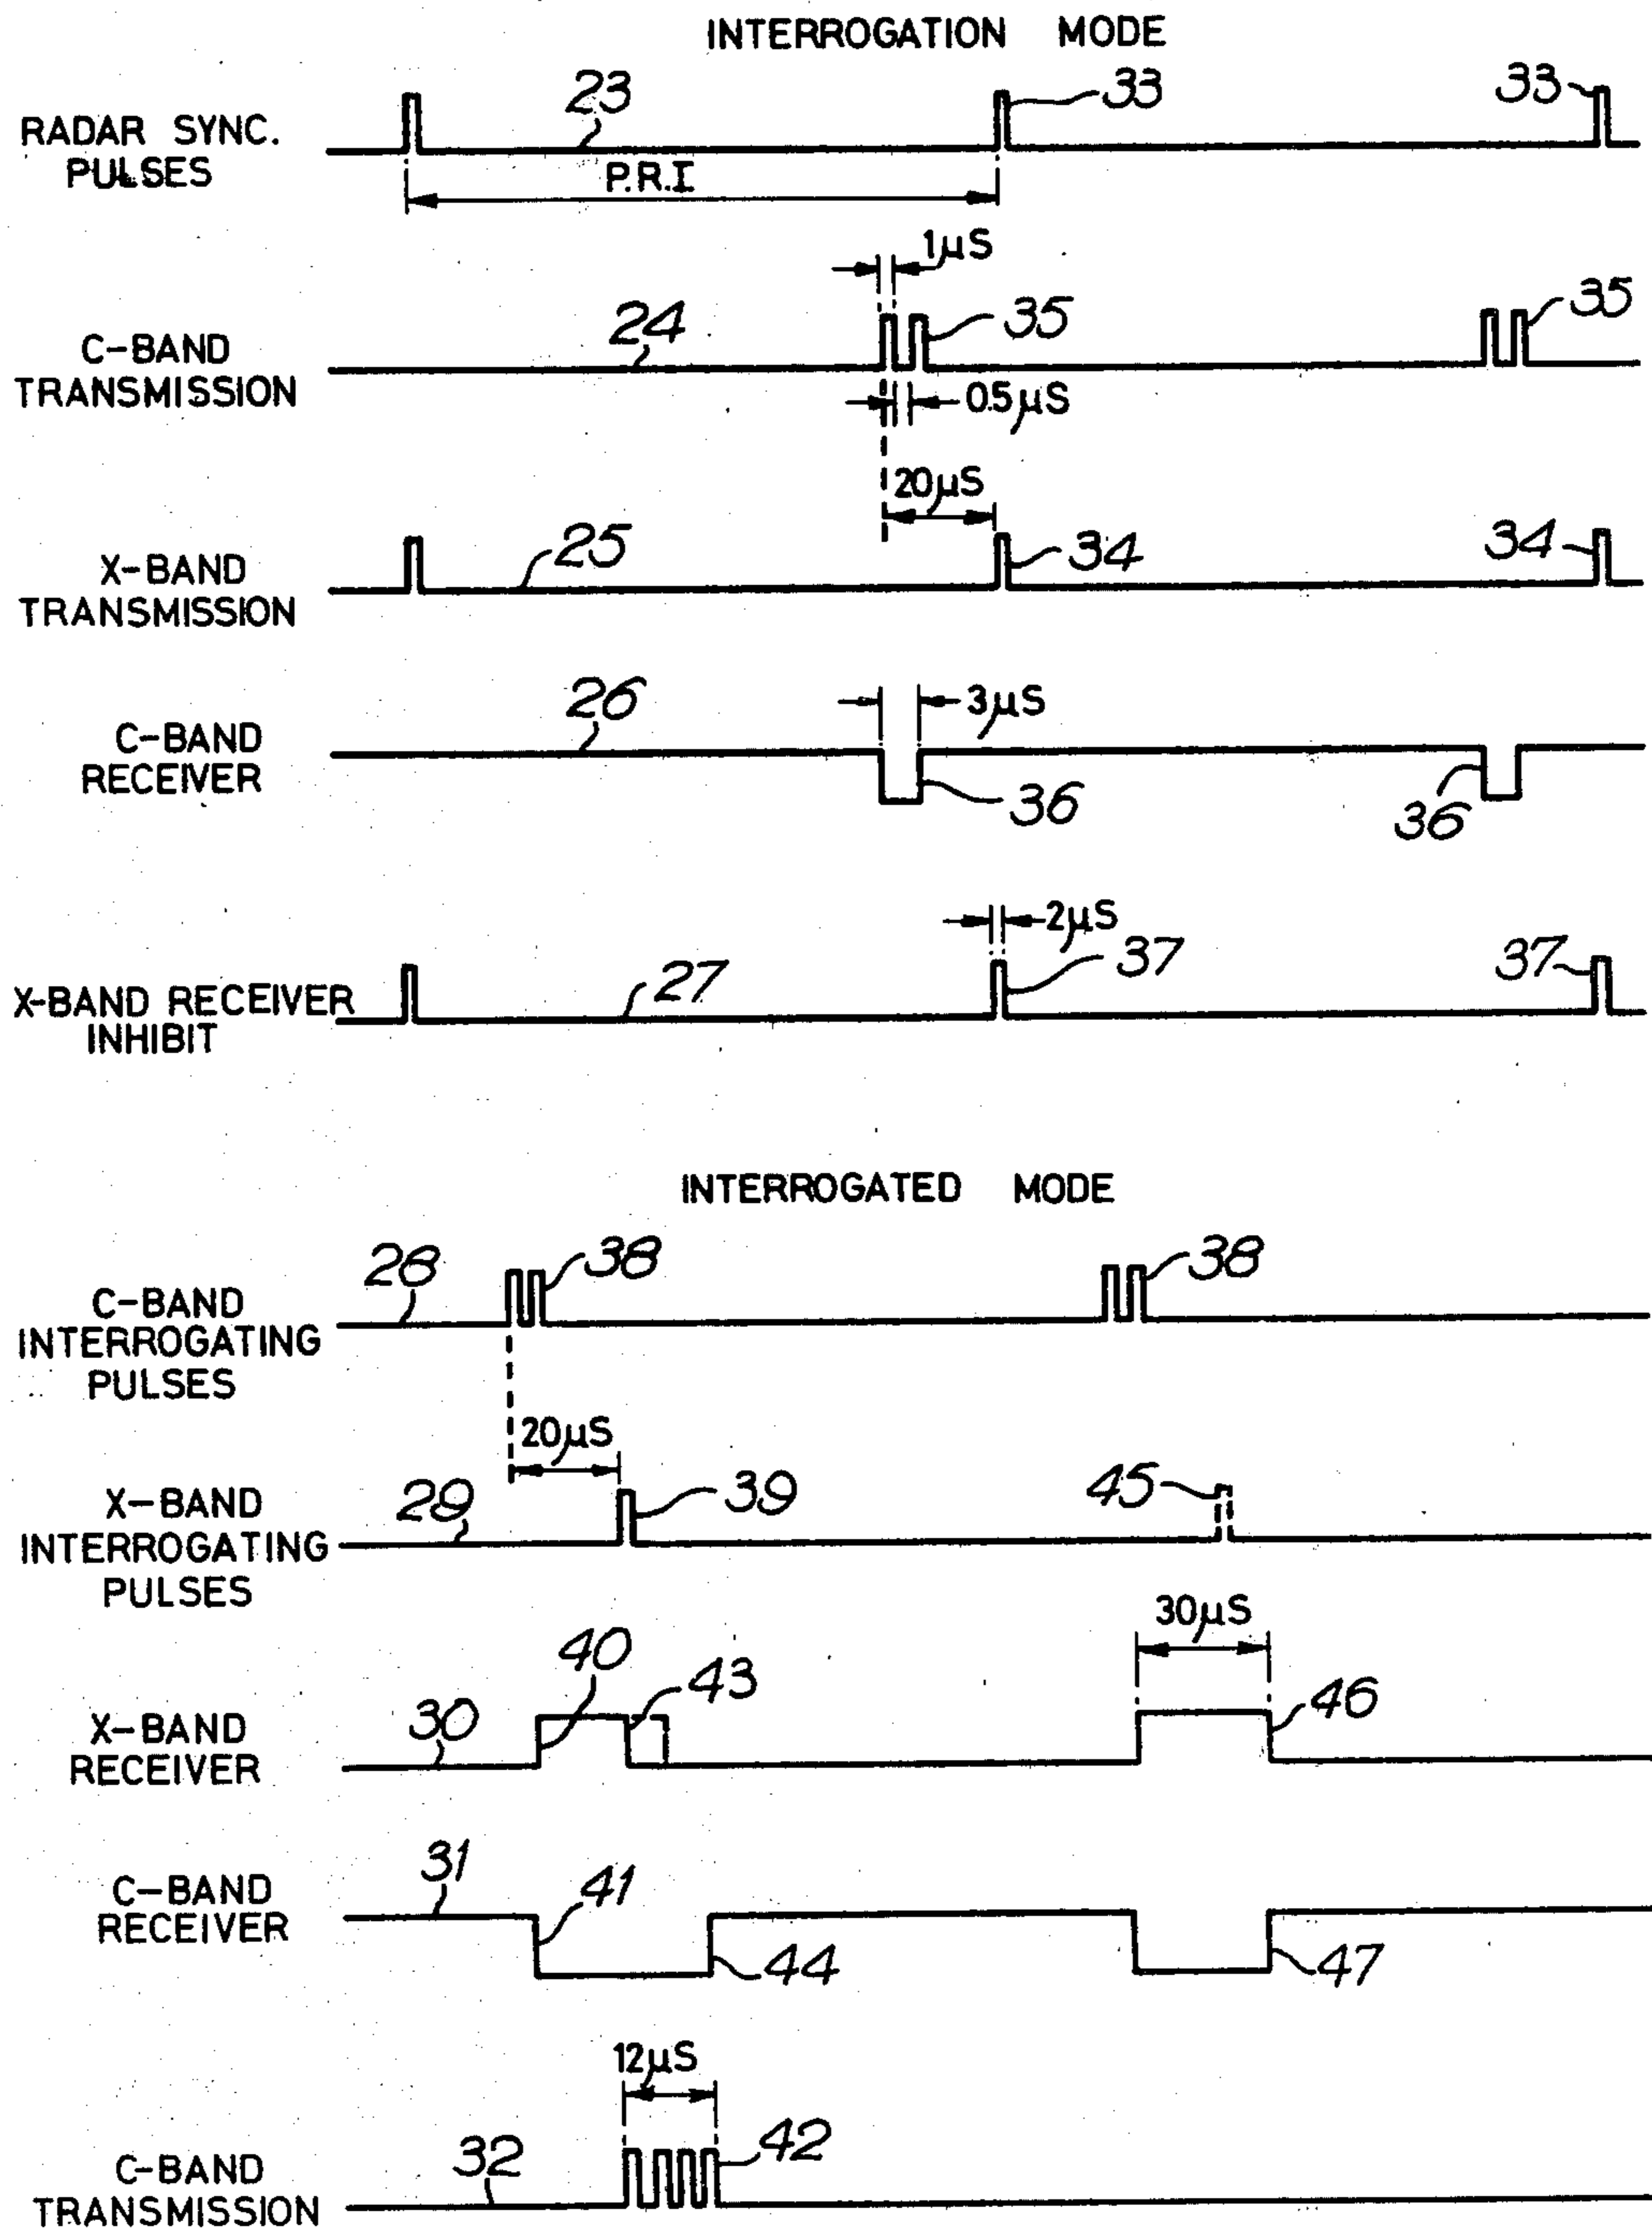 INTERROGATION MODE
23
33
33
RADAR SYNC.
PULSES
P.R.I
1µS
24
35
35
C-BAND
TRANSMISSION
0.5µS
20µS
25
34
34
X-BAND
TRANSMISSION
26
3µS
C-BAND
RECEIVER
36
36
2µS
27
37
37
X-BAND RECEIVER
INHIBIT
INTERROGATED MODE
28
38
38
C-BAND
INTERROGATING
PULSES
20µS
29
39
45
X-BAND
INTERROGATING
PULSES
30µS
40
43
46
30
X-BAND
RECEIVER
31
41
C-BAND
RECEIVER
44
47
12µS
32
42
C-BAND
TRANSMISSION